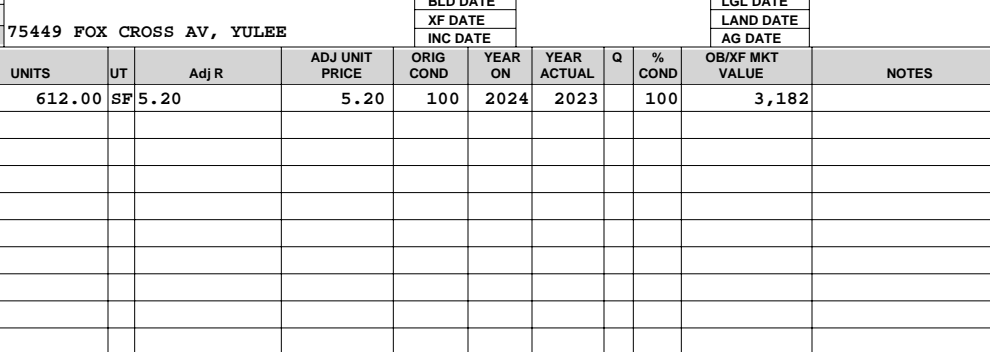 BLD DATE LGL DATE
XF DATE LAND DATE
75449 FOX CROSS AV, YULEE
INC DATE AG DATE
UNITS UT Adj R ADJ UNIT PRICE ORIG COND YEAR ON YEAR ACTUAL Q % COND OB/XF MKT VALUE NOTES
612.00 SF 5.20 5.20 100 2024 2023 100 3,182